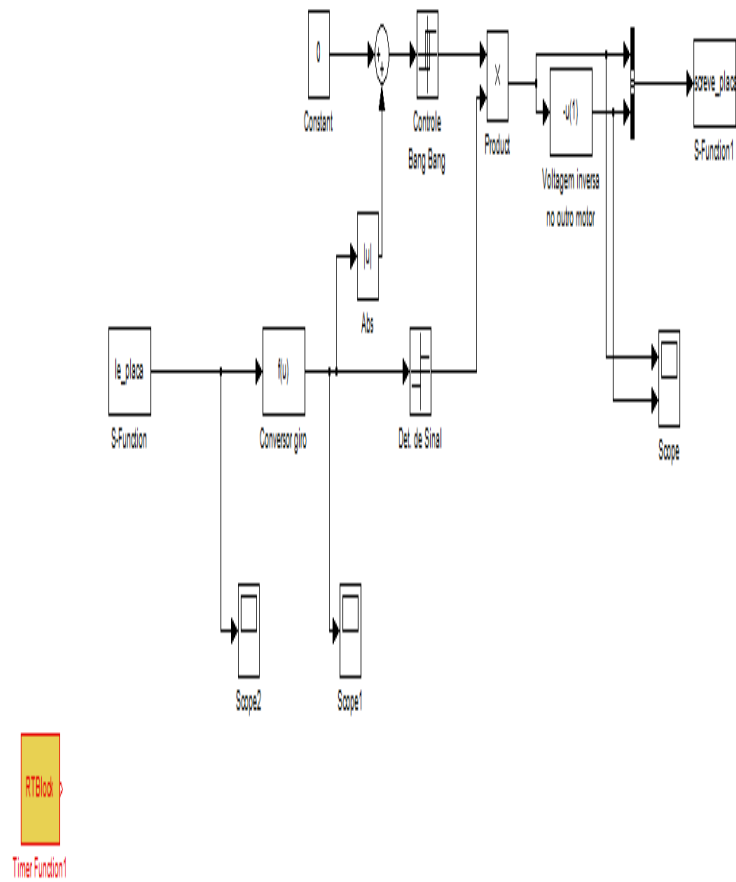 0
Constant
+
+
Controle
Bang Bang
×
Product
-u(1)
Voltagem inversa
no outro motor
screve_placa
S-Function1
|u|
Abs
le_placa
S-Function
f(u)
Conversor giro
Det. de Sinal
Scope
Scope2
Scope1
RTBlock
Timer Function1